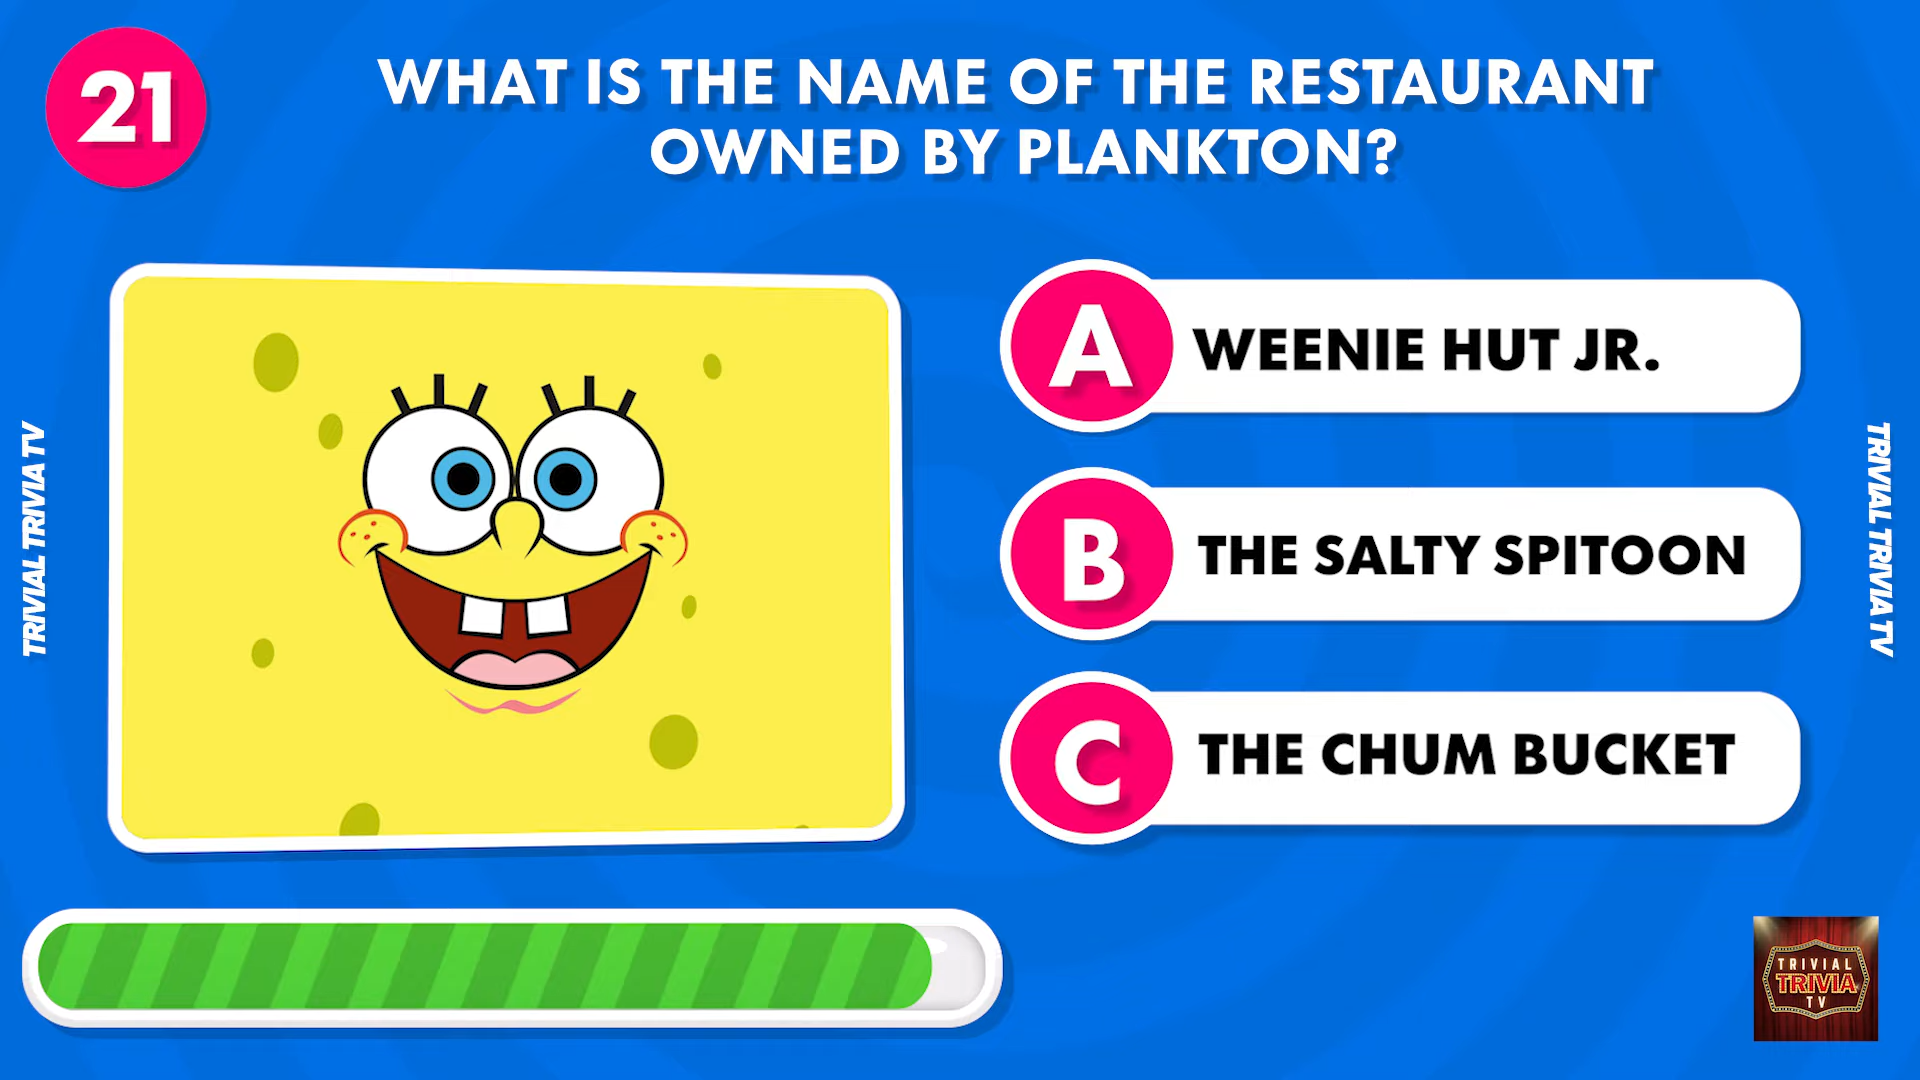 21
WHAT IS THE NAME OF THE RESTAURANT
OWNED BY PLANKTON?
A
WEENIE HUT JR.
B
THE SALTY SPITOON
C
THE CHUM BUCKET
TRIVIAL TRIVIA TV
TRIVIAL TRIVIA TV
TRIVIAL
TRIVIA
TV